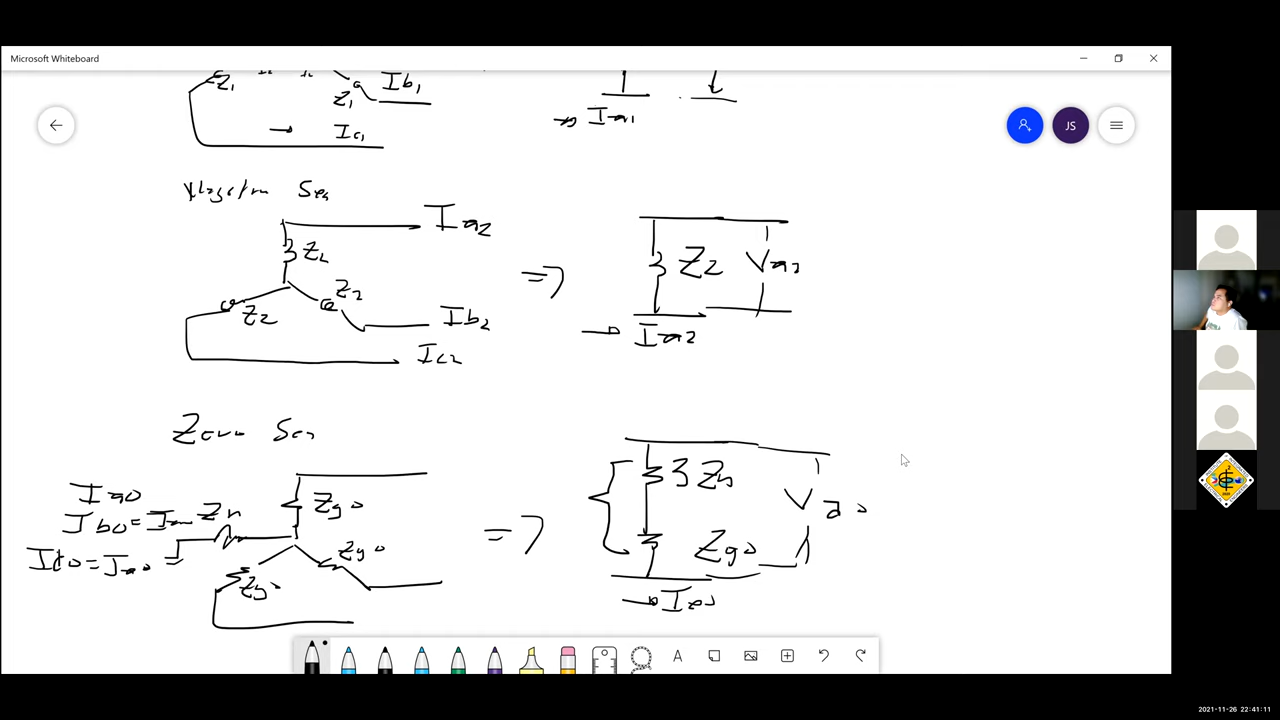 Microsoft Whiteboard
Z1
Ib1
Z1
Ic1
Ia1
JS
Seq
Ia2
Z2
Z2
Z2
Ib2
Ic2
=>
Z2
Va2
Ia2
Zero Seq
Ia0
Ib0 = Ia0
Zn
Ic0 = Ia0
Zg0
Zg0
Zg0
=>
3Zn
Zg0
Va0
Ia0
A
2021-11-26 22:41:11